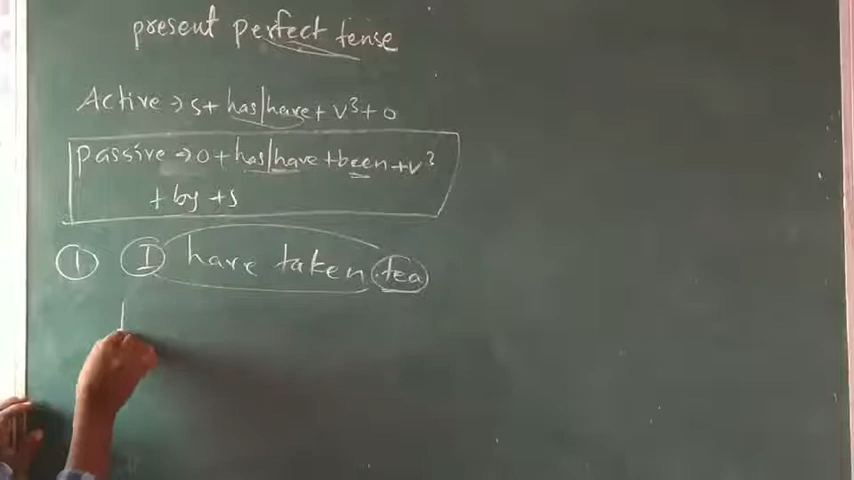 present perfect tense
Active → s + has/have + v³ + o
passive → o + has/have + been + v³
+ by + s
① I have taken tea